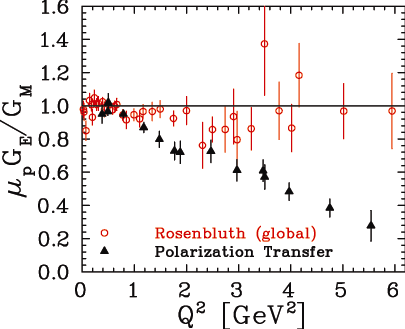 1.6
1.4
1.2
1.0
0.8
0.6
0.4
0.2
0.0
μpGE/GM
Rosenbluth (global)
Polarization Transfer
0 1 2 3 4 5 6
Q² [GeV²]